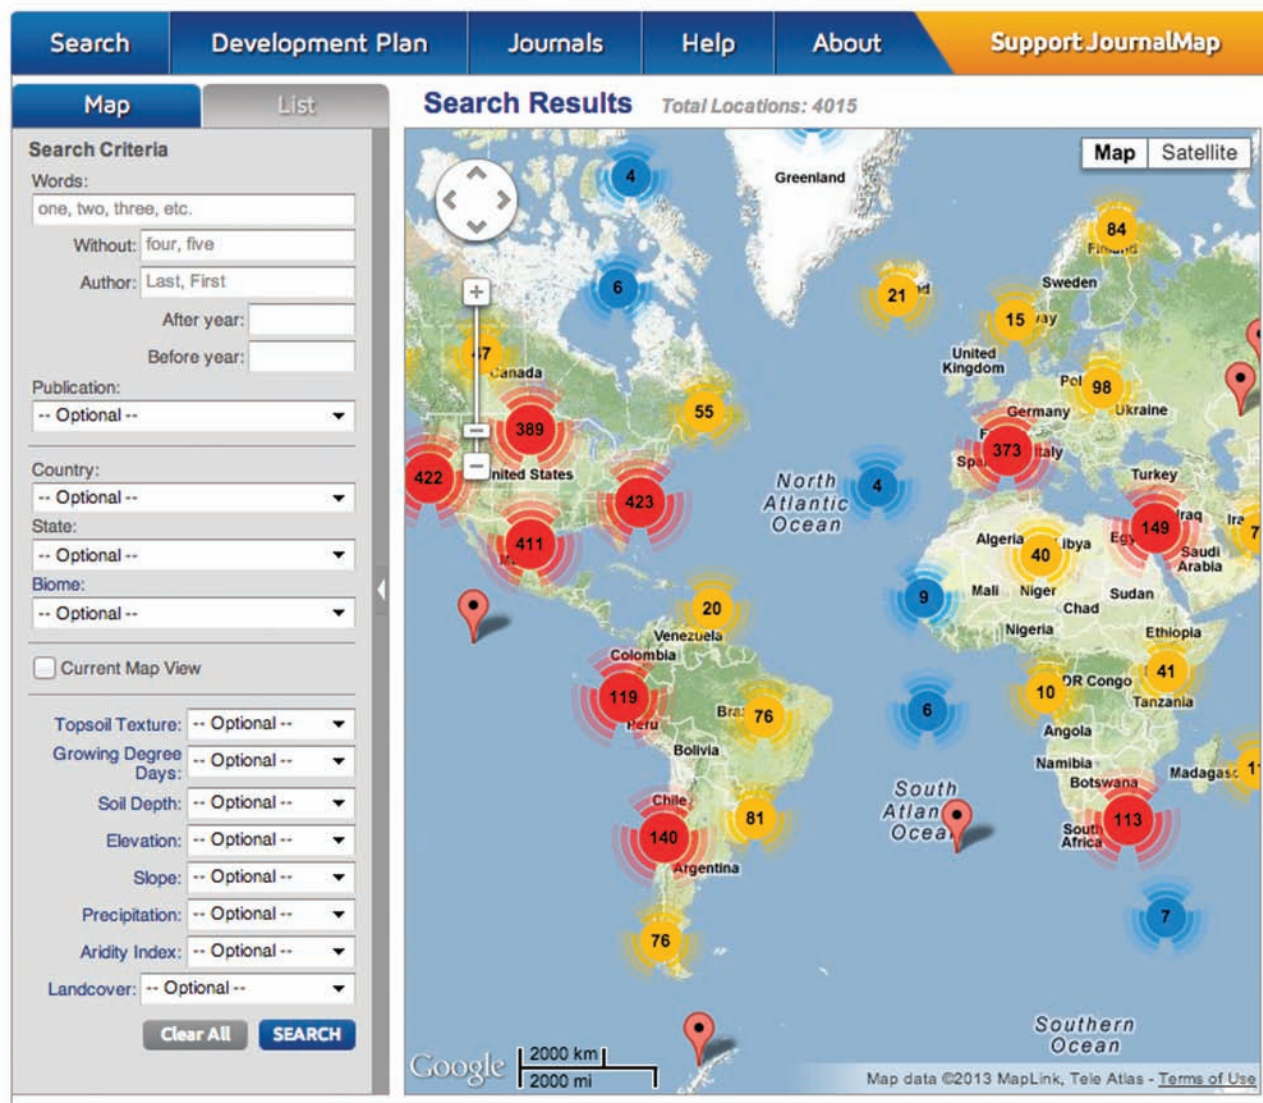 Search
Development Plan
Journals
Help
About
Support JournalMap
Map
List
Search Results
Total Locations: 4015
Search Criteria
Words:
one, two, three, etc.
Without: four, five
Author: Last, First
After year:
Before year:
Publication:
-- Optional --
Country:
-- Optional --
State:
-- Optional --
Biome:
-- Optional --
Current Map View
Topsoil Texture: -- Optional --
Growing Degree
Days: -- Optional --
Soil Depth: -- Optional --
Elevation: -- Optional --
Slope: -- Optional --
Precipitation: -- Optional --
Aridity Index: -- Optional --
Landcover: -- Optional --
Clear All
SEARCH
Map
Satellite
4
Greenland
84
6
21
Sweden
15
United
Kingdom
47
Canada
98
55
Germany
Ukraine
389
373
Italy
422
United States
North
Atlantic
Ocean
4
Turkey
423
149
Iraq
411
Algeria
Libya
40
Saudi
Arabia
9
Mali
Niger
Sudan
Chad
20
Venezuela
Nigeria
Ethiopia
Colombia
119
DR Congo
41
10
Tanzania
Peru
76
6
Angola
Bolivia
Namibia
Botswana
South
Ocean
Chile
81
113
South
Africa
140
Argentina
7
76
Southern
Ocean
Google
2000 km
2000 mi
Map data ©2013 MapLink, Tele Atlas - Terms of Use